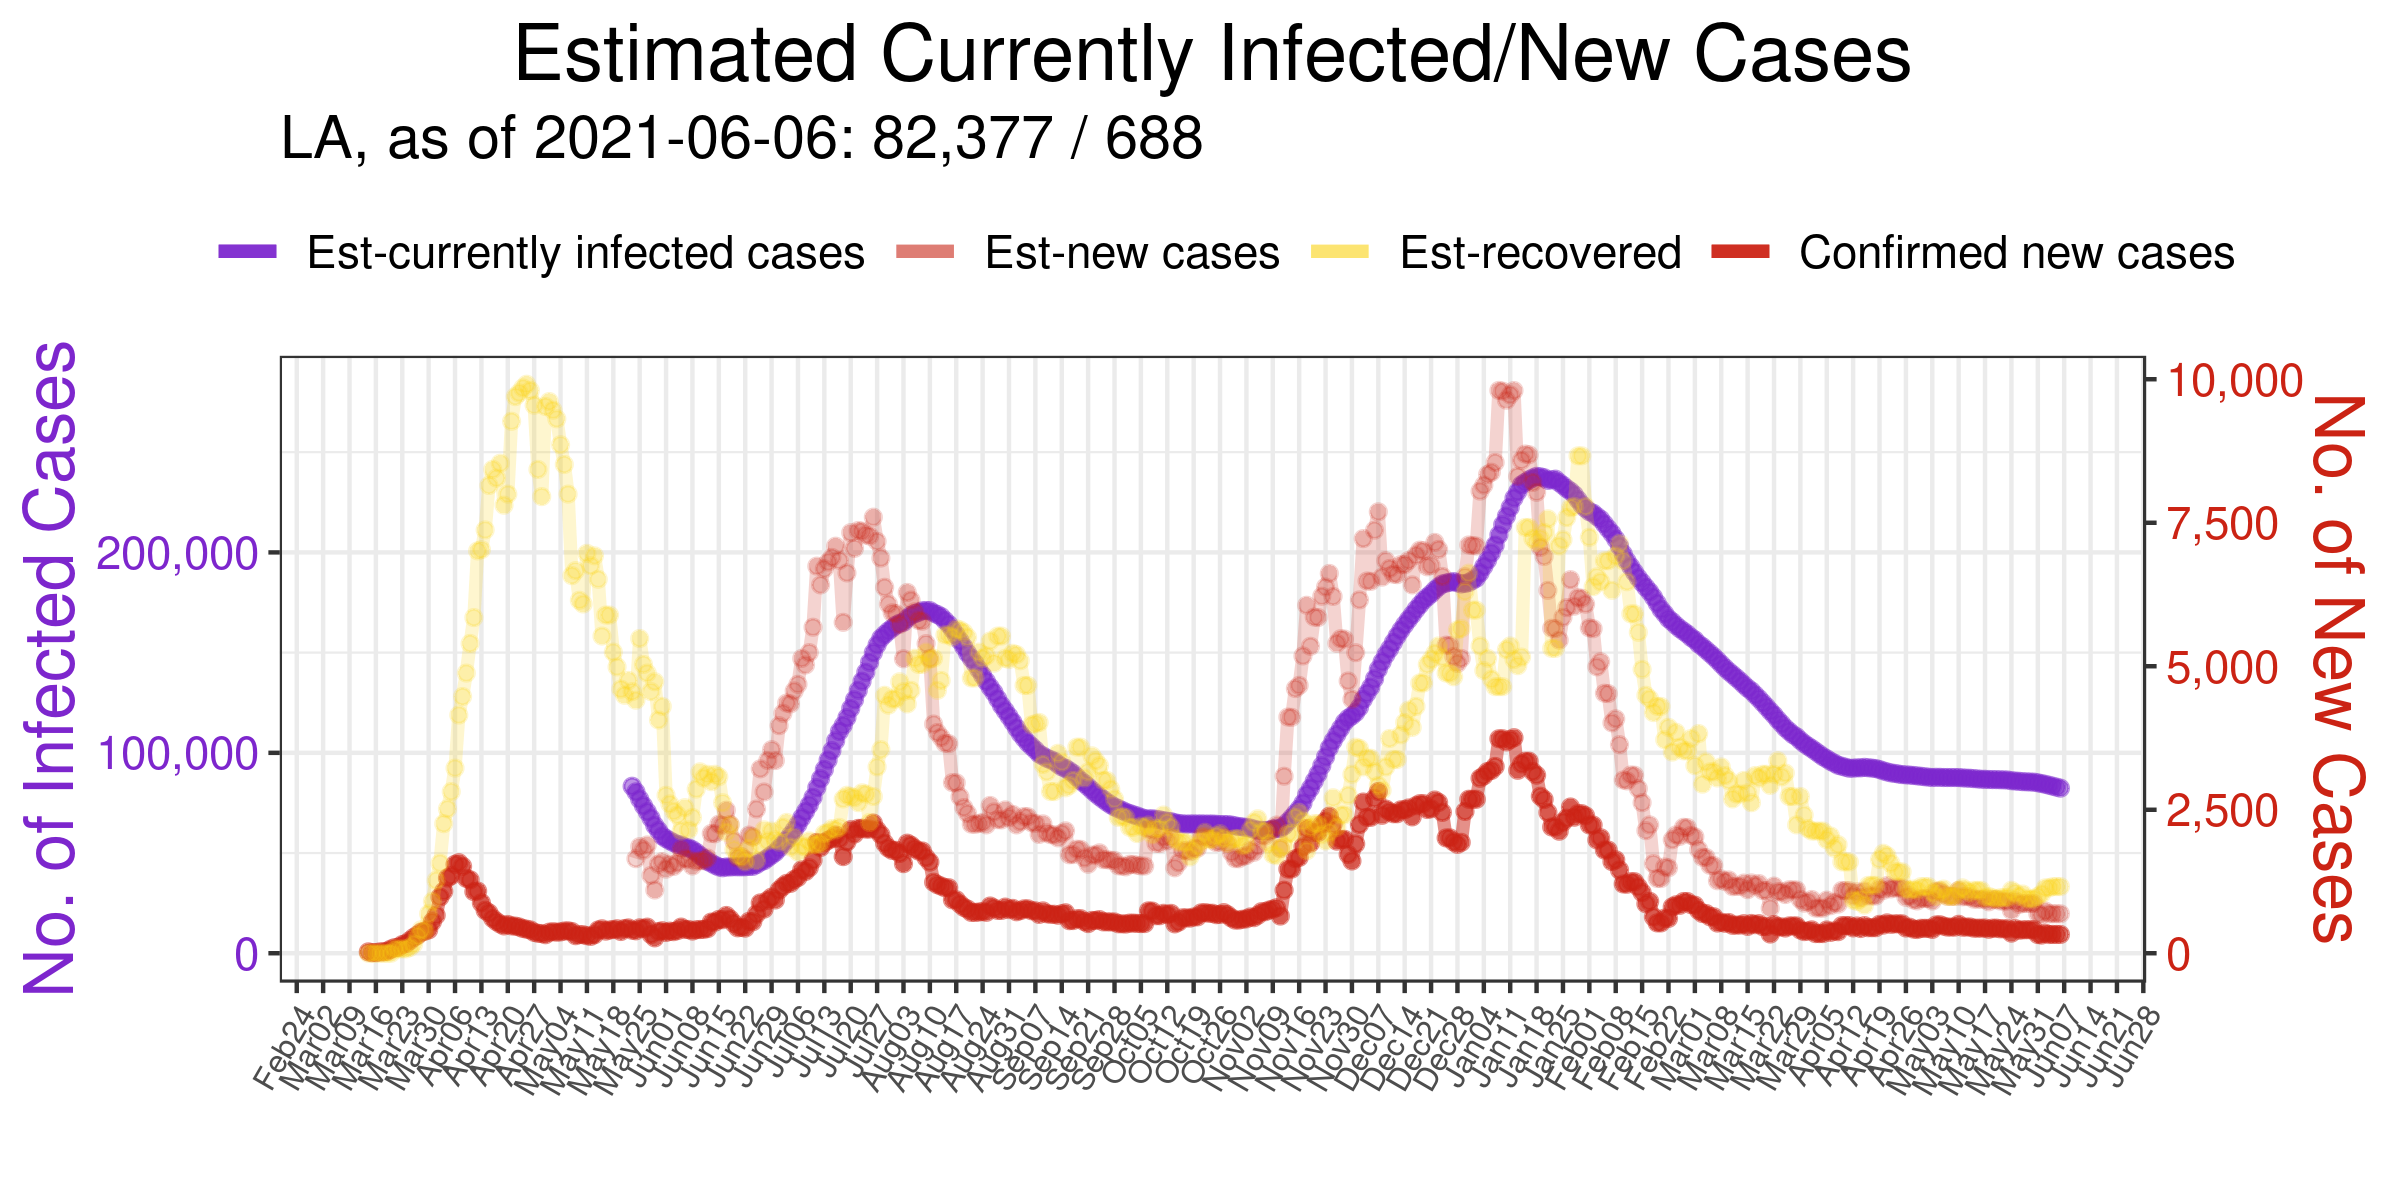 Estimated Currently Infected/New Cases
LA, as of 2021-06-06: 82,377 / 688
Est-currently infected cases Est-new cases Est-recovered Confirmed new cases
No. of Infected Cases
200,000
100,000
0
10,000
7,500
5,000
2,500
0
No. of New Cases
Feb24 Mar02 Mar09 Mar16 Mar23 Mar30 Apr06 Apr13 Apr20 Apr27 May04 May11 May18 May25 Jun01 Jun08 Jun15 Jun22 Jun29 Jul06 Jul13 Jul20 Jul27 Aug03 Aug10 Aug17 Aug24 Aug31 Sep07 Sep14 Sep21 Sep28 Oct05 Oct12 Oct19 Oct26 Nov02 Nov09 Nov16 Nov23 Nov30 Dec07 Dec14 Dec21 Dec28 Jan04 Jan11 Jan18 Jan25 Feb01 Feb08 Feb15 Feb22 Mar01 Mar08 Mar15 Mar22 Mar29 Apr05 Apr12 Apr19 Apr26 May03 May10 May17 May24 May31 Jun07 Jun14 Jun21 Jun28